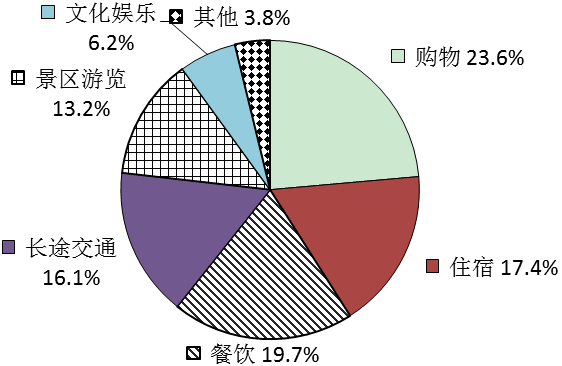 文化娱乐
6.2%
其他 3.8%
购物 23.6%
景区游览
13.2%
长途交通
16.1%
住宿 17.4%
餐饮 19.7%